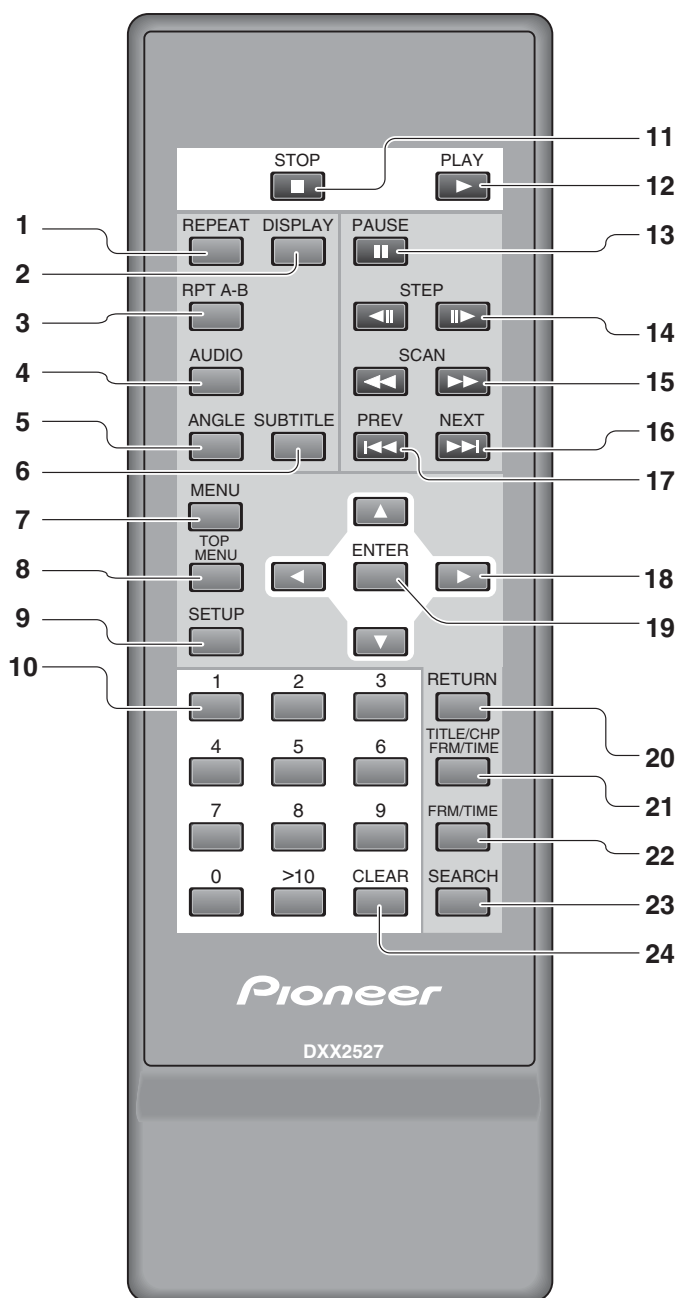 STOP PLAY 11
12
1 REPEAT DISPLAY PAUSE 13
2
RPT A-B STEP
3 14
AUDIO SCAN
4 15
ANGLE SUBTITLE PREV NEXT
5 16
6 17
MENU
7
TOP
MENU ENTER
8 18
SETUP 19
9
10 1 2 3 RETURN
TITLE/CHP
FRM/TIME 20
4 5 6
21
7 8 9 FRM/TIME
22
0 >10 CLEAR SEARCH
23
24
Pioneer
DXX2527